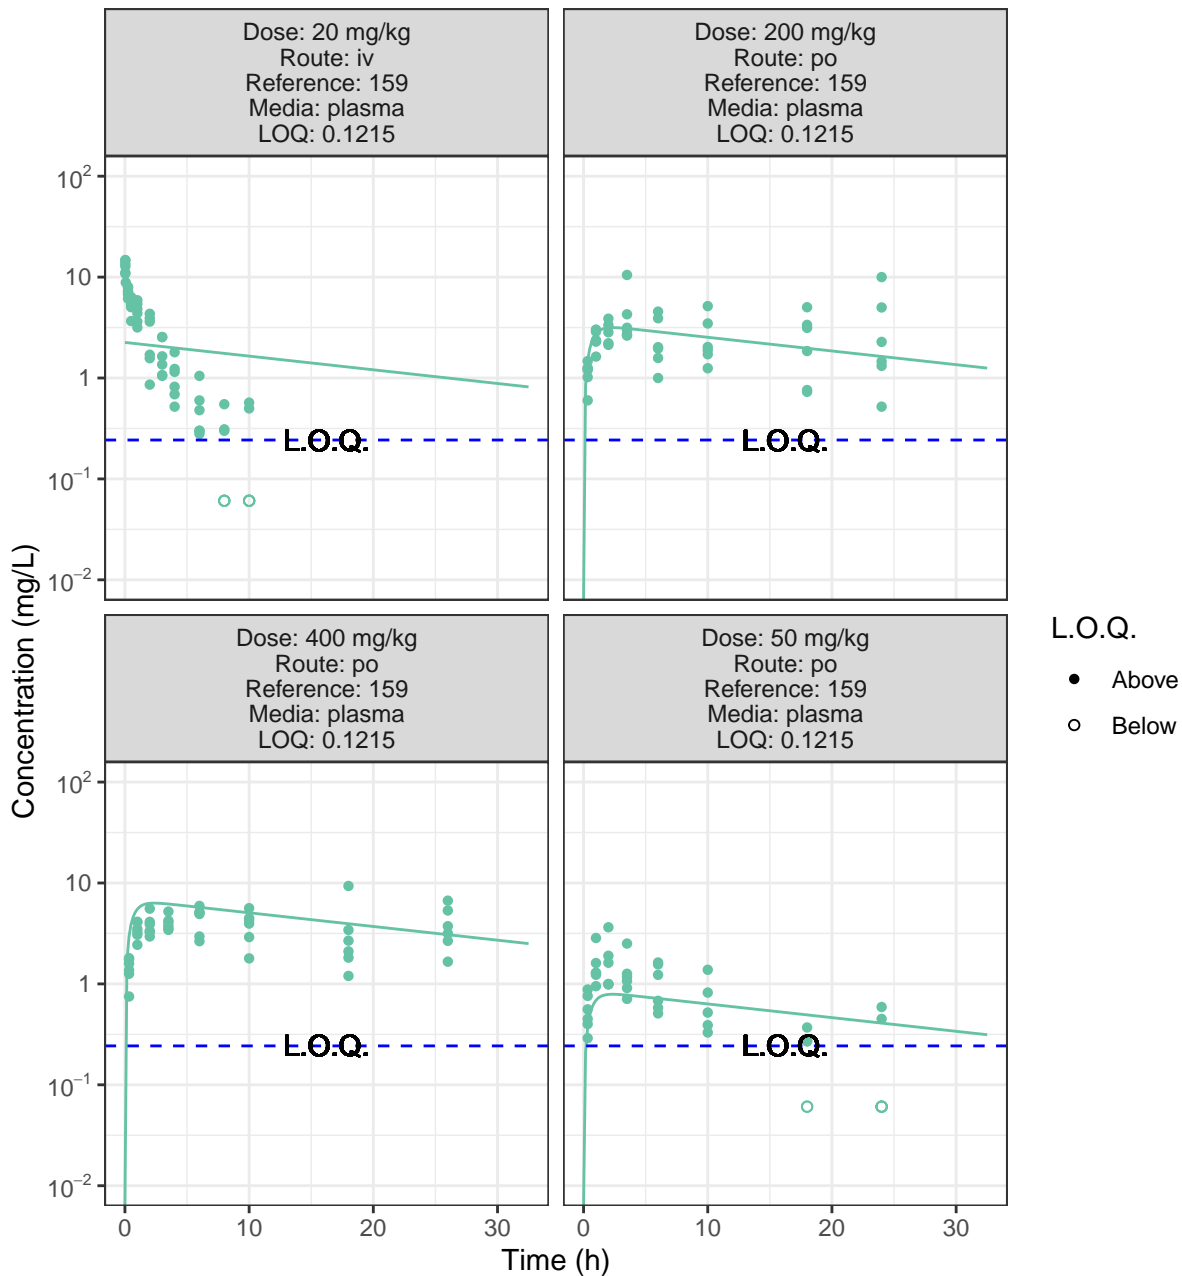 Dose: 20 mg/kg
Route: iv
Reference: 159
Media: plasma
LOQ: 0.1215
Dose: 200 mg/kg
Route: po
Reference: 159
Media: plasma
LOQ: 0.1215
10²
10
1
10⁻¹
10⁻²
L.O.Q.
L.O.Q.
Dose: 400 mg/kg
Route: po
Reference: 159
Media: plasma
LOQ: 0.1215
Dose: 50 mg/kg
Route: po
Reference: 159
Media: plasma
LOQ: 0.1215
10²
10
1
10⁻¹
10⁻²
L.O.Q.
L.O.Q.
0 10 20 30
0 10 20 30
Time (h)
Concentration (mg/L)
L.O.Q.
Above
Below